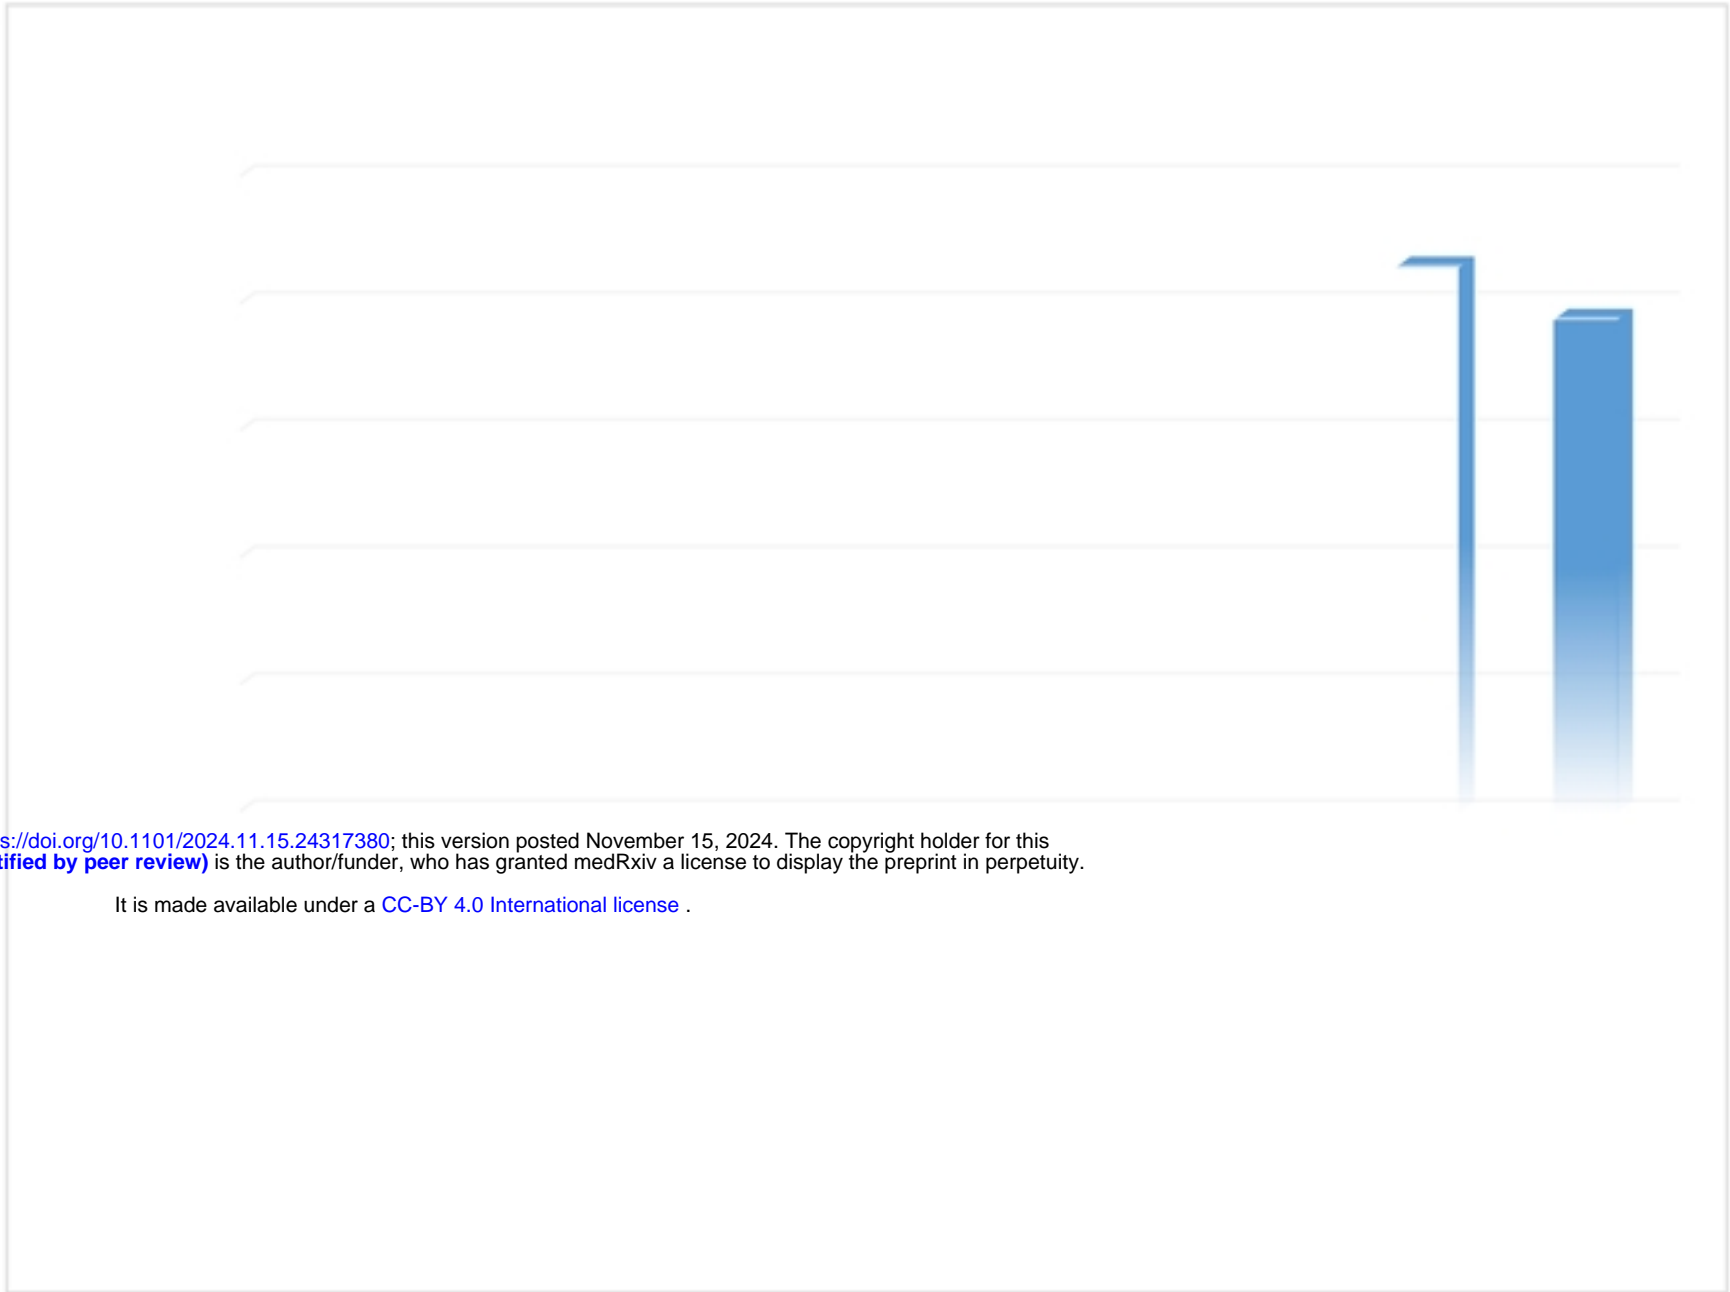 s://doi.org/10.1101/2024.11.15.24317380; this version posted November 15, 2024. The copyright holder for this
tified by peer review) is the author/funder, who has granted medRxiv a license to display the preprint in perpetuity.
It is made available under a CC-BY 4.0 International license .